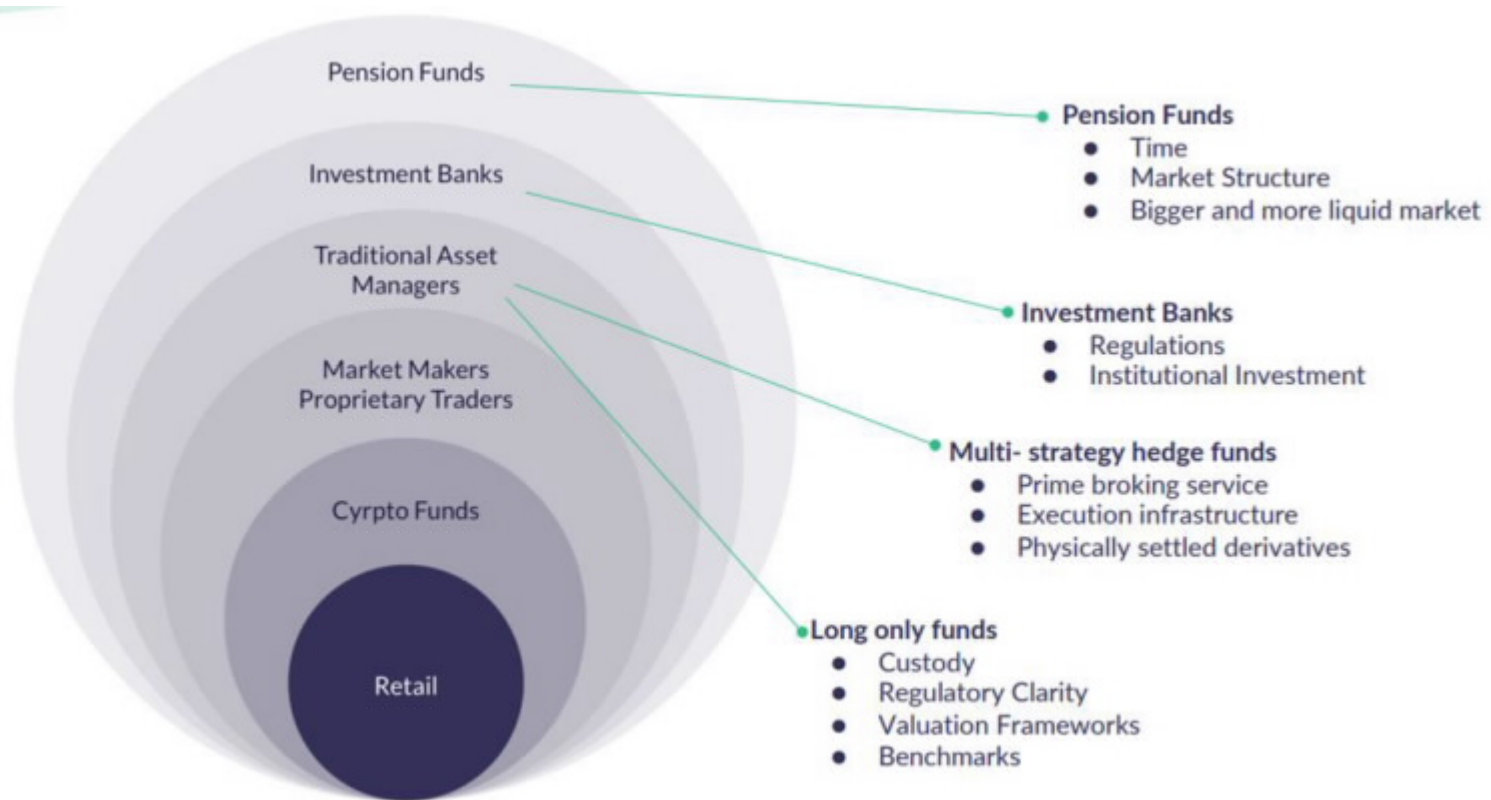 Pension Funds
Investment Banks
Traditional Asset
Managers
Market Makers
Proprietary Traders
Cyrpto Funds
Retail
Pension Funds
● Time
● Market Structure
● Bigger and more liquid market
Investment Banks
● Regulations
● Institutional Investment
Multi- strategy hedge funds
● Prime broking service
● Execution infrastructure
● Physically settled derivatives
Long only funds
● Custody
● Regulatory Clarity
● Valuation Frameworks
● Benchmarks